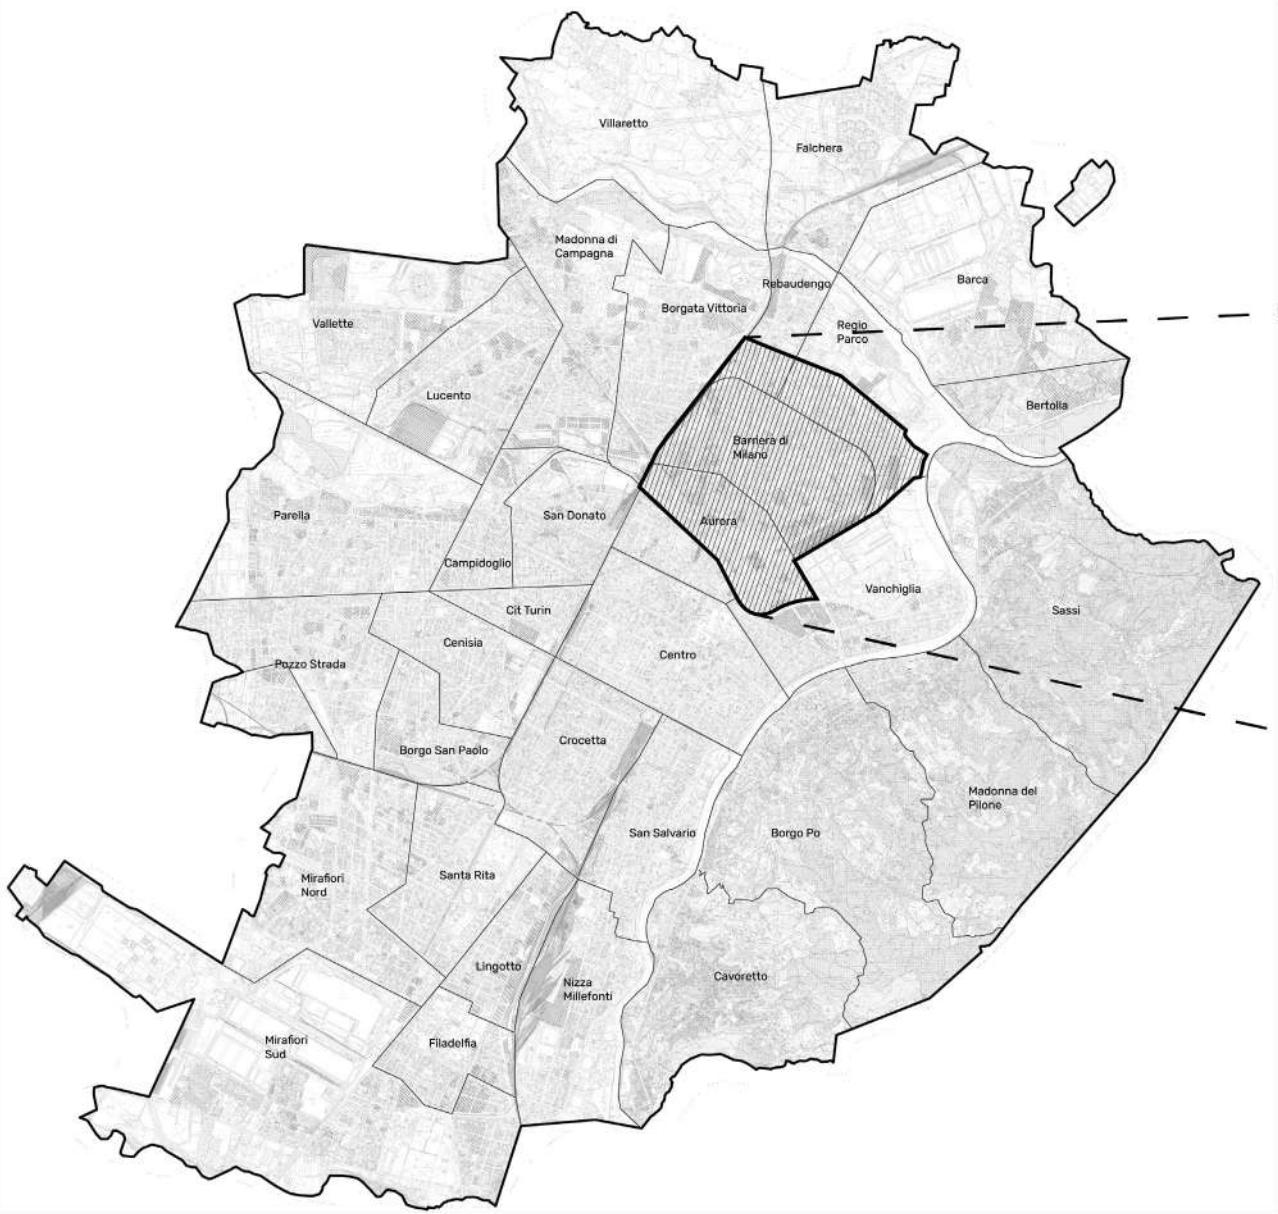 Villaretto
Falchera
Madonna di
Campagna
Rebaudengo
Barca
Borgata Vittoria
Vallette
Regio
Parco
Lucento
Bertolla
Barriera di
Milano
Parella
San Donato
Aurora
Campidoglio
Vanchiglia
Cit Turin
Sassi
Cenisia
Centro
Pozzo Strada
Crocetta
Borgo San Paolo
Madonna del
Pilone
San Salvario
Borgo Po
Santa Rita
Mirafiori
Nord
Lingotto
Cavoretto
Nizza
Millefonti
Mirafiori
Sud
Filadelfia